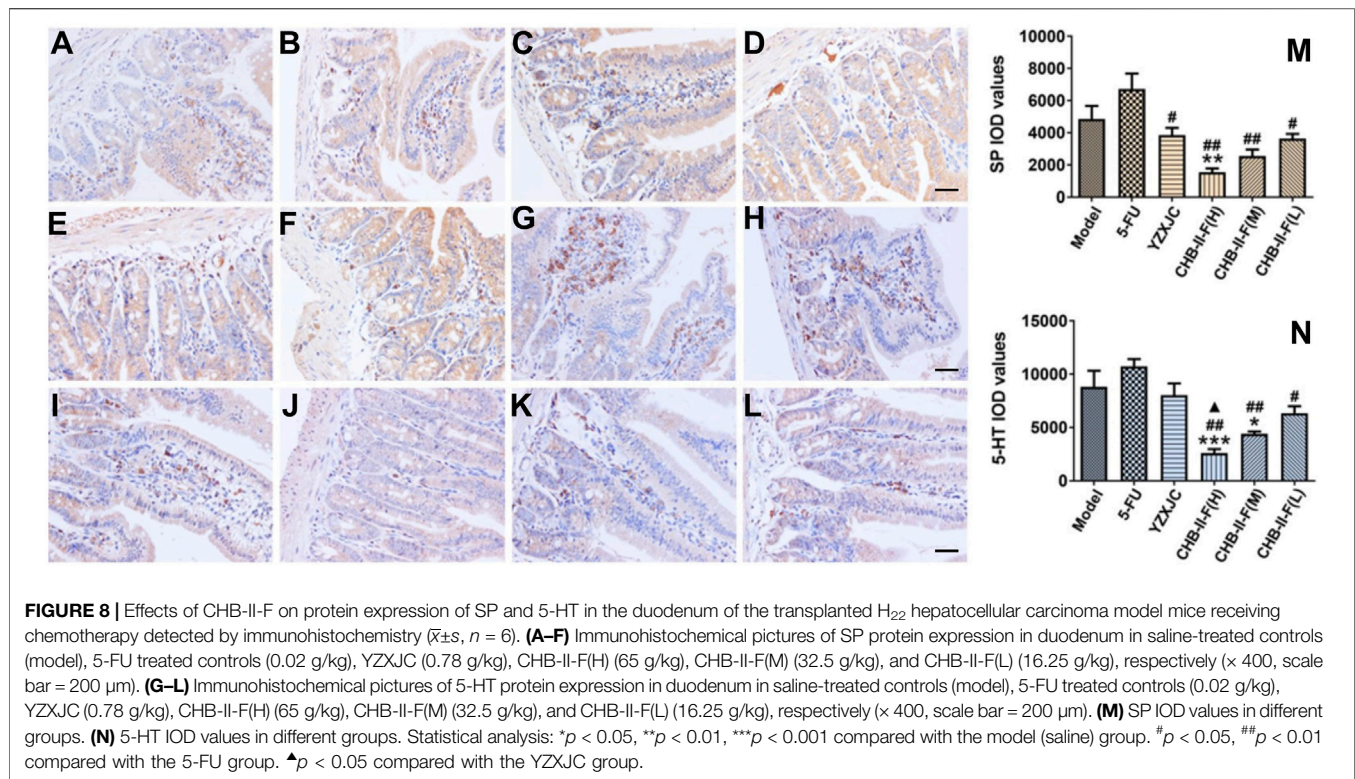 A
B
C
D
E
F
G
H
I
J
K
L
M
SP IOD values
10000
8000
6000
4000
2000
0
#
##
**
##
#
Model
5-FU
YZXJC
CHB-II-F(H)
CHB-II-F(M)
CHB-II-F(L)
N
5-HT IOD values
15000
10000
5000
0
▲
##
***
##
*
#
Model
5-FU
YZXJC
CHB-II-F(H)
CHB-II-F(M)
CHB-II-F(L)
FIGURE 8 | Effects of CHB-II-F on protein expression of SP and 5-HT in the duodenum of the transplanted H₂₂ hepatocellular carcinoma model mice receiving
chemotherapy detected by immunohistochemistry (x̄±s, n = 6). (A–F) Immunohistochemical pictures of SP protein expression in duodenum in saline-treated controls
(model), 5-FU treated controls (0.02 g/kg), YZXJC (0.78 g/kg), CHB-II-F(H) (65 g/kg), CHB-II-F(M) (32.5 g/kg), and CHB-II-F(L) (16.25 g/kg), respectively (× 400, scale
bar = 200 µm). (G–L) Immunohistochemical pictures of 5-HT protein expression in duodenum in saline-treated controls (model), 5-FU treated controls (0.02 g/kg),
YZXJC (0.78 g/kg), CHB-II-F(H) (65 g/kg), CHB-II-F(M) (32.5 g/kg), and CHB-II-F(L) (16.25 g/kg), respectively (× 400, scale bar = 200 µm). (M) SP IOD values in different
groups. (N) 5-HT IOD values in different groups. Statistical analysis: *p < 0.05, **p < 0.01, ***p < 0.001 compared with the model (saline) group. #p < 0.05, ##p < 0.01
compared with the 5-FU group. ▲p < 0.05 compared with the YZXJC group.